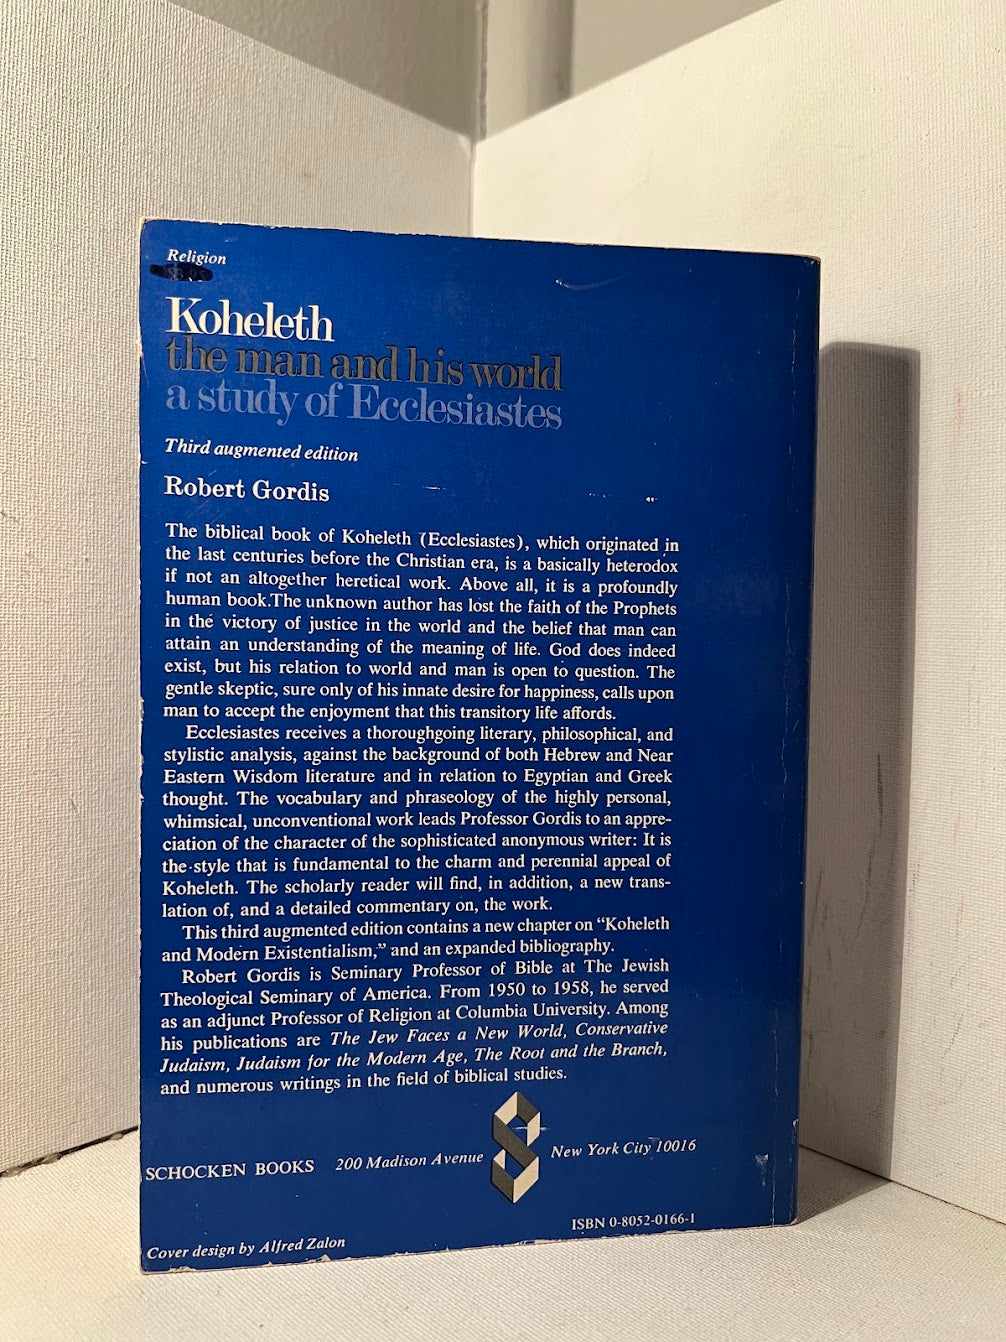 Religion
Koheleth
the man and his world
a study of Ecclesiastes
Third augmented edition
Robert Gordis
The biblical book of Koheleth (Ecclesiastes), which originated in
the last centuries before the Christian era, is a basically heterodox
if not an altogether heretical work. Above all, it is a profoundly
human book.The unknown author has lost the faith of the Prophets
in the victory of justice in the world and the belief that man can
attain an understanding of the meaning of life. God does indeed
exist, but his relation to world and man is open to question. The
gentle skeptic, sure only of his innate desire for happiness, calls upon
man to accept the enjoyment that this transitory life affords.
Ecclesiastes receives a thoroughgoing literary, philosophical, and
stylistic analysis, against the background of both Hebrew and Near
Eastern Wisdom literature and in relation to Egyptian and Greek
thought. The vocabulary and phraseology of the highly personal,
whimsical, unconventional work leads Professor Gordis to an appre-
ciation of the character of the sophisticated anonymous writer: It is
the style that is fundamental to the charm and perennial appeal of
Koheleth. The scholarly reader will find, in addition, a new trans-
lation of, and a detailed commentary on, the work.
This third augmented edition contains a new chapter on “Koheleth
and Modern Existentialism,” and an expanded bibliography.
Robert Gordis is Seminary Professor of Bible at The Jewish
Theological Seminary of America. From 1950 to 1958, he served
as an adjunct Professor of Religion at Columbia University. Among
his publications are The Jew Faces a New World, Conservative
Judaism, Judaism for the Modern Age, The Root and the Branch,
and numerous writings in the field of biblical studies.
SCHOCKEN BOOKS 200 Madison Avenue New York City 10016
ISBN 0-8052-0166-1
Cover design by Alfred Zalon